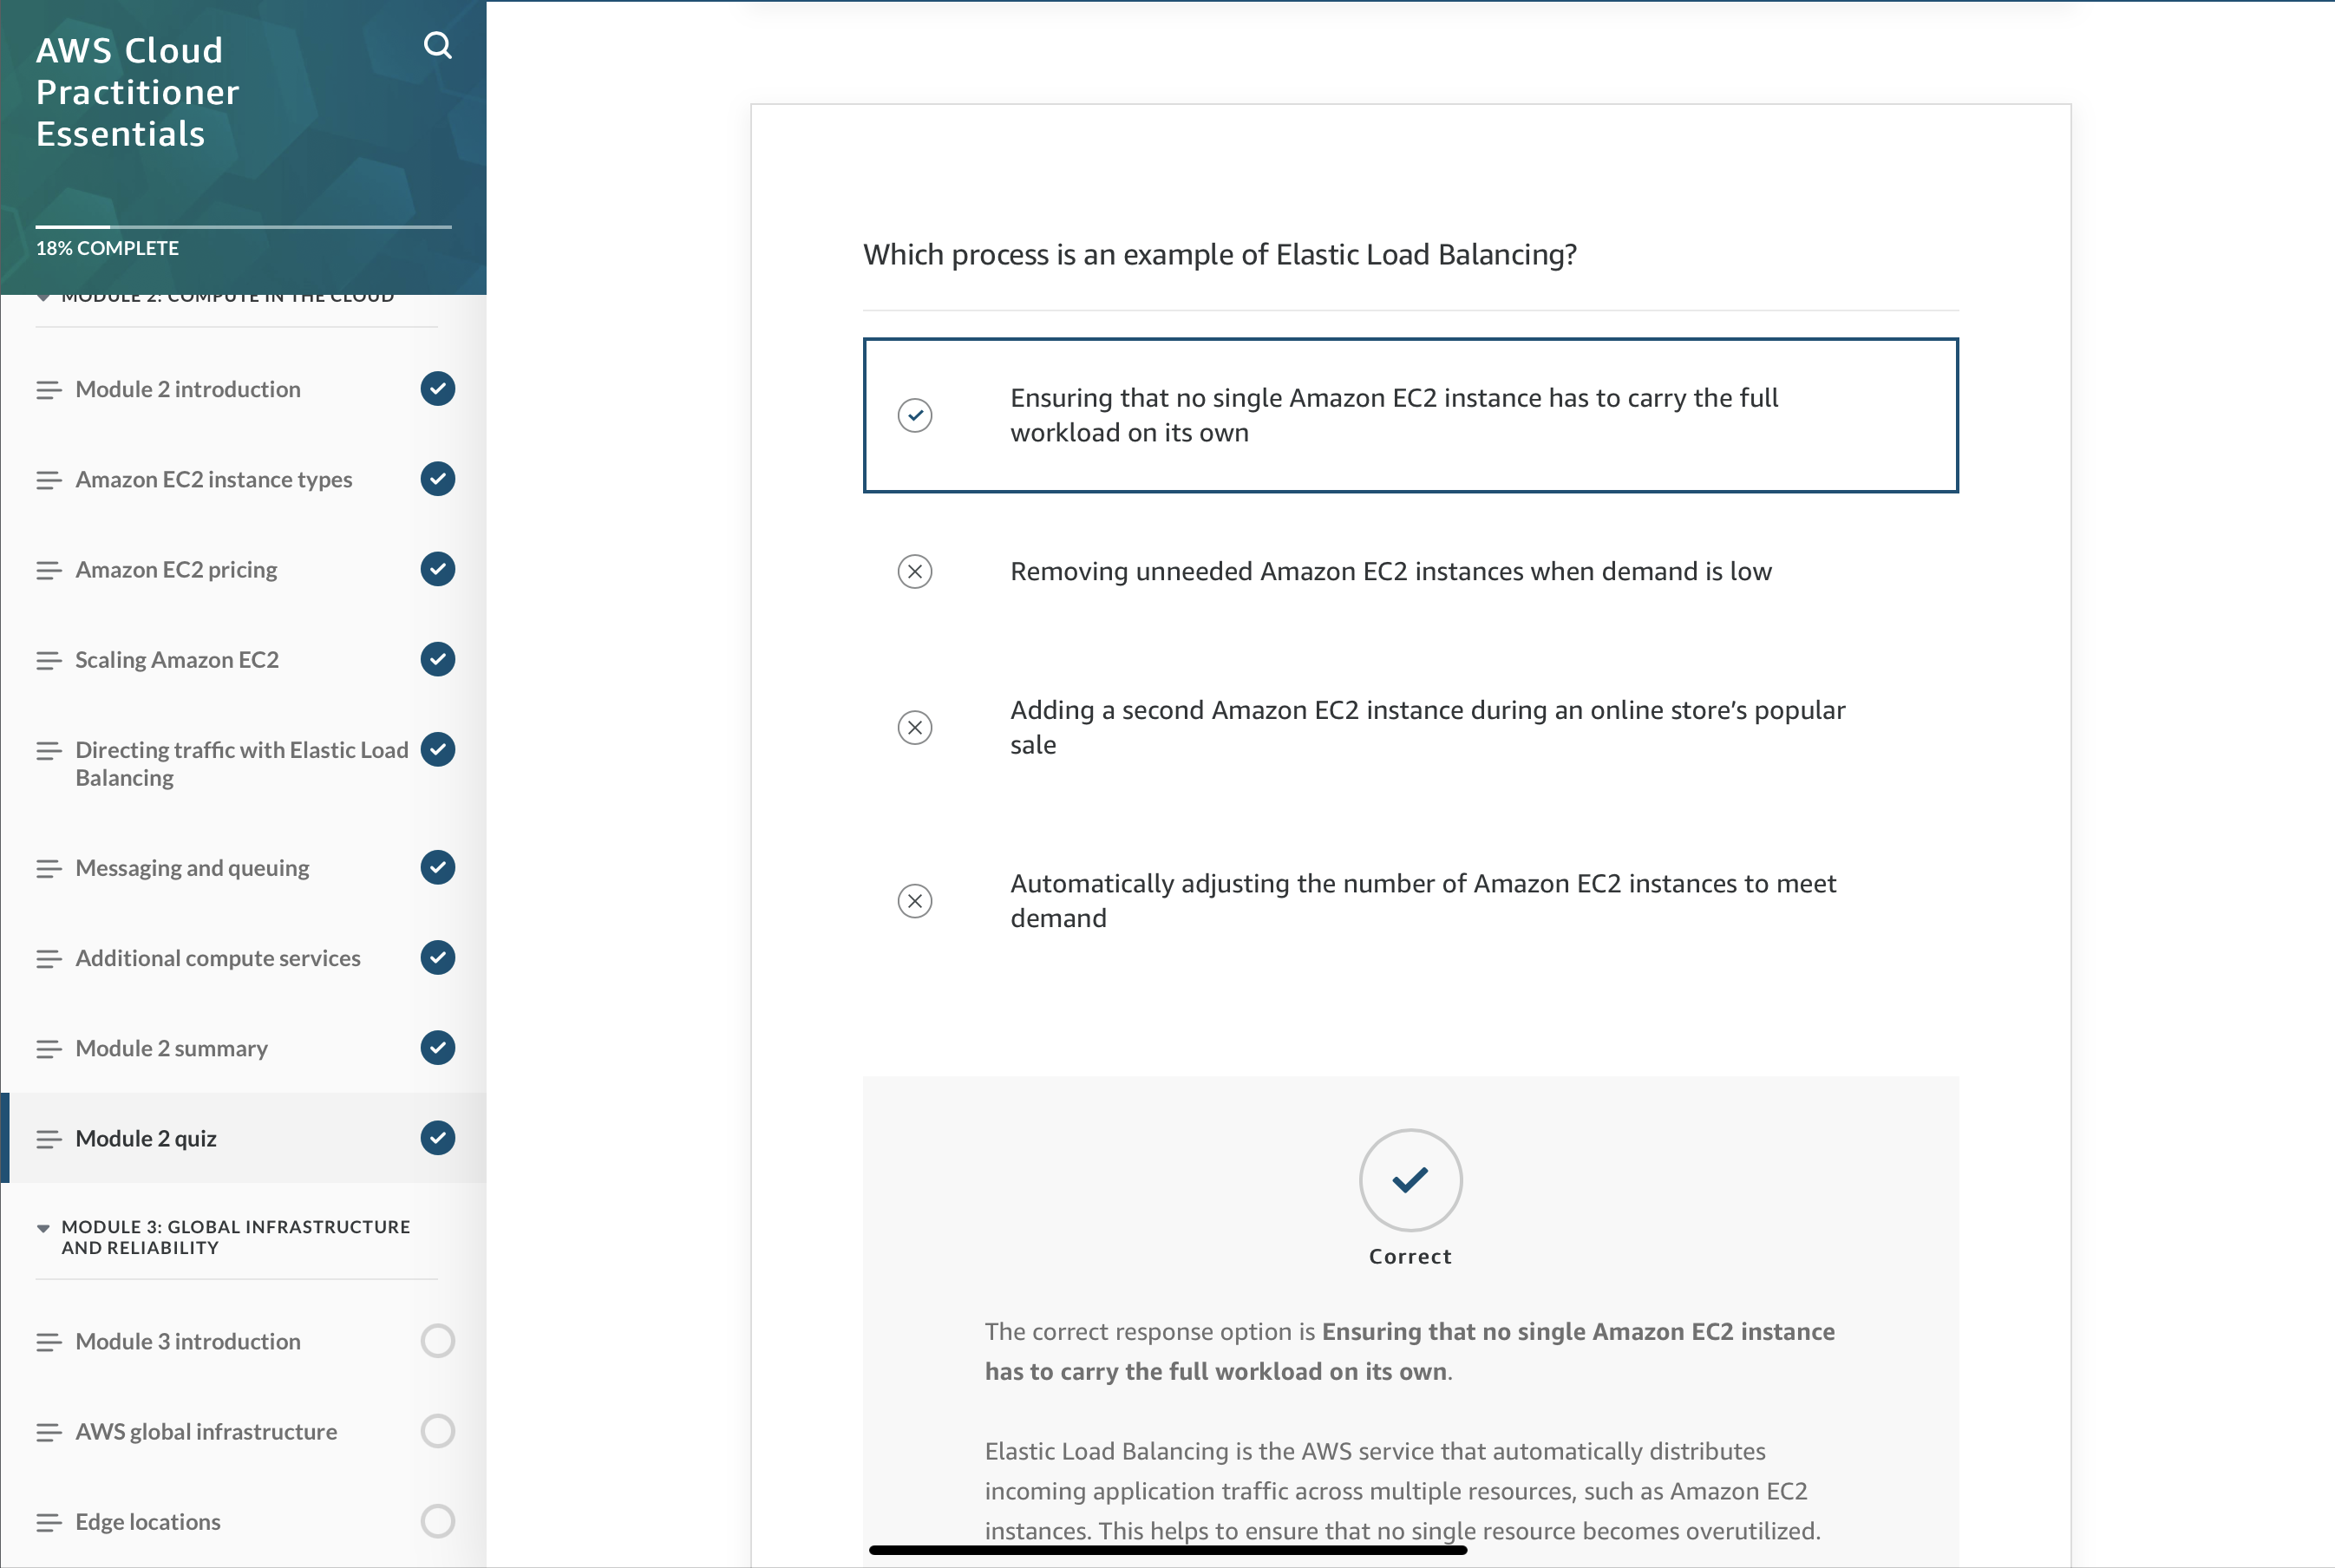 AWS Cloud
Practitioner
Essentials
18% COMPLETE
MODULE 2: COMPUTE IN THE CLOUD
Module 2 introduction
Amazon EC2 instance types
Amazon EC2 pricing
Scaling Amazon EC2
Directing traffic with Elastic Load
Balancing
Messaging and queuing
Additional compute services
Module 2 summary
Module 2 quiz
MODULE 3: GLOBAL INFRASTRUCTURE
AND RELIABILITY
Module 3 introduction
AWS global infrastructure
Edge locations
Which process is an example of Elastic Load Balancing?
Ensuring that no single Amazon EC2 instance has to carry the full
workload on its own
Removing unneeded Amazon EC2 instances when demand is low
Adding a second Amazon EC2 instance during an online store’s popular
sale
Automatically adjusting the number of Amazon EC2 instances to meet
demand
Correct
The correct response option is Ensuring that no single Amazon EC2 instance
has to carry the full workload on its own.
Elastic Load Balancing is the AWS service that automatically distributes
incoming application traffic across multiple resources, such as Amazon EC2
instances. This helps to ensure that no single resource becomes overutilized.